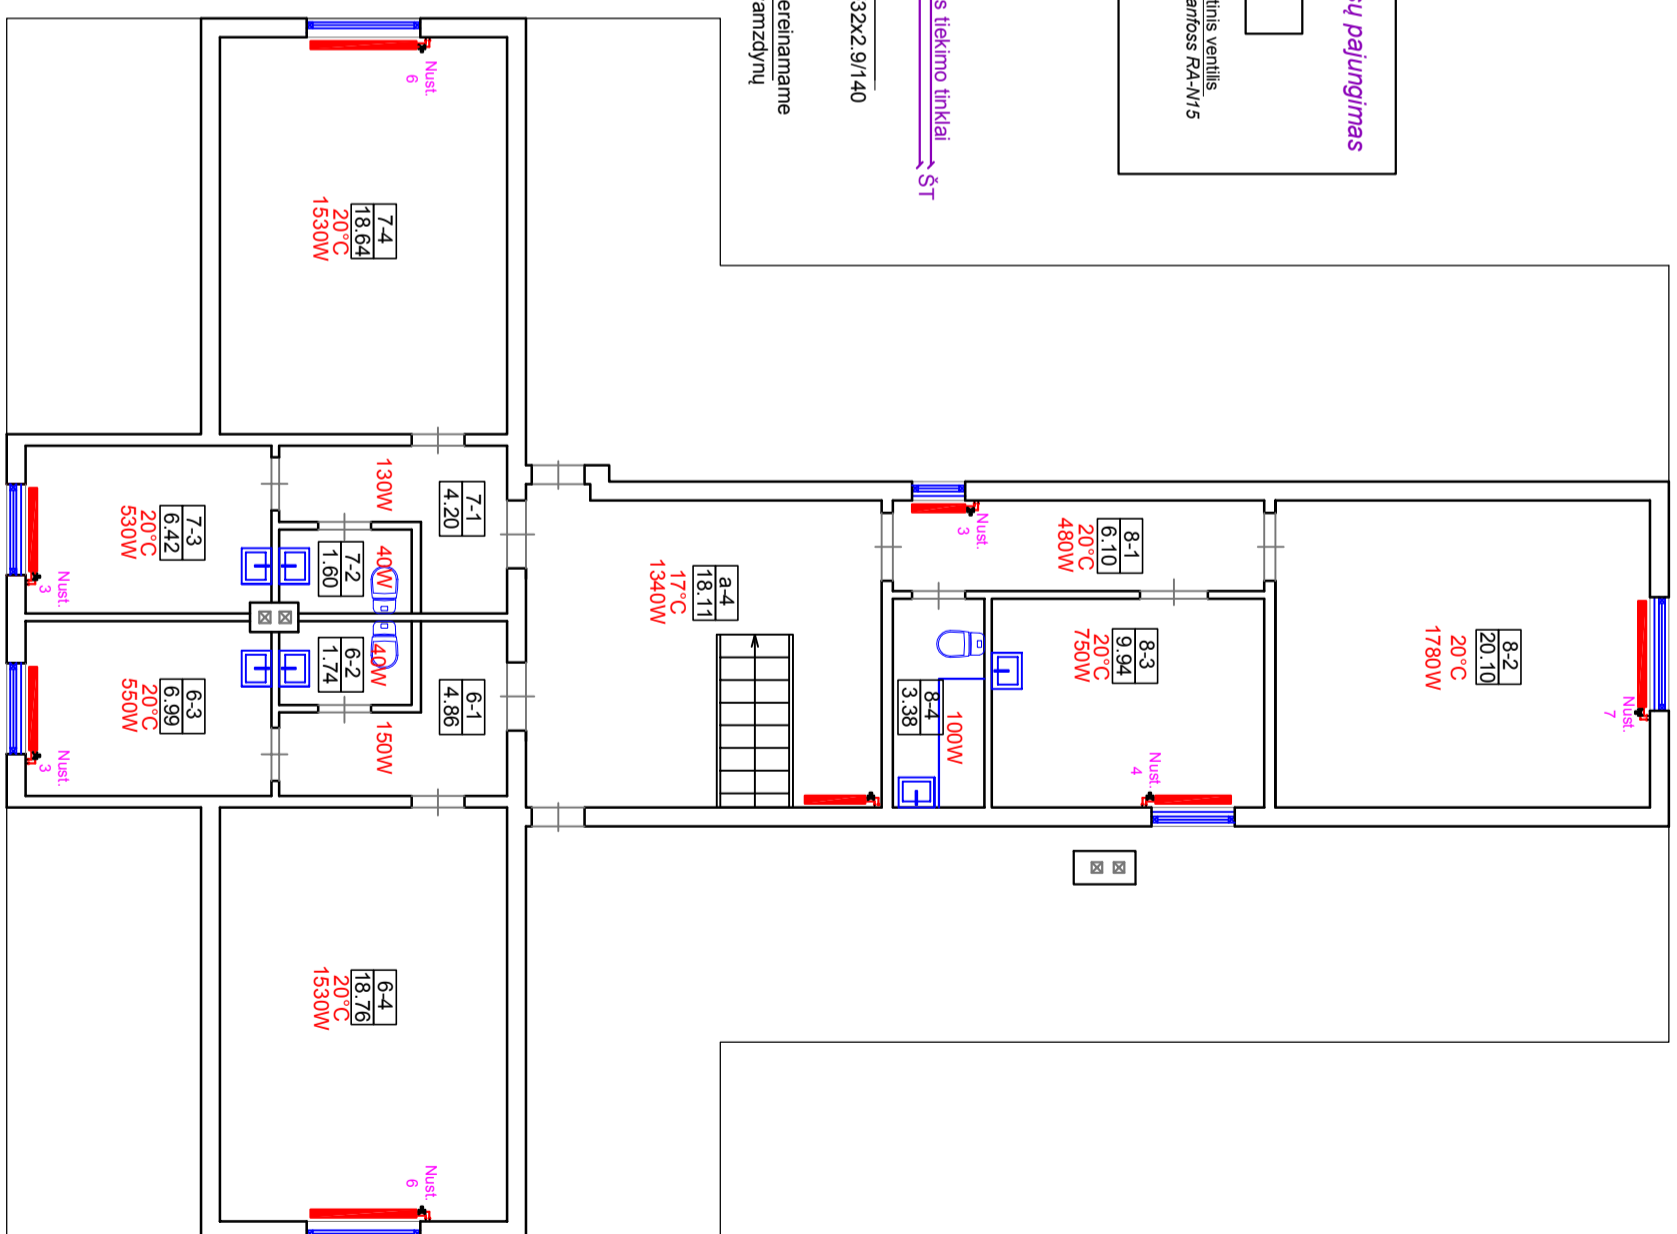 sų pajungimas
tinis ventilis
anfoss RA-N15
s tiekimo tinklai
ŠT
32x2.9/140
ereinamame
amzdynų
Nust.
6
7-4
18.64
20°C
1530W
130W
7-1
4.20
7-3
6.42
20°C
530W
40W
7-2
1.60
Nust.
3
6-3
6.99
20°C
550W
Nust.
3
6-2
1.74
40W
6-1
4.86
150W
6-4
18.76
20°C
1530W
Nust.
6
a-4
18.11
17°C
1340W
Nust.
3
8-1
6.10
20°C
480W
8-4
3.38
100W
8-3
9.94
20°C
750W
Nust.
4
8-2
20.10
20°C
1780W
Nust.
7